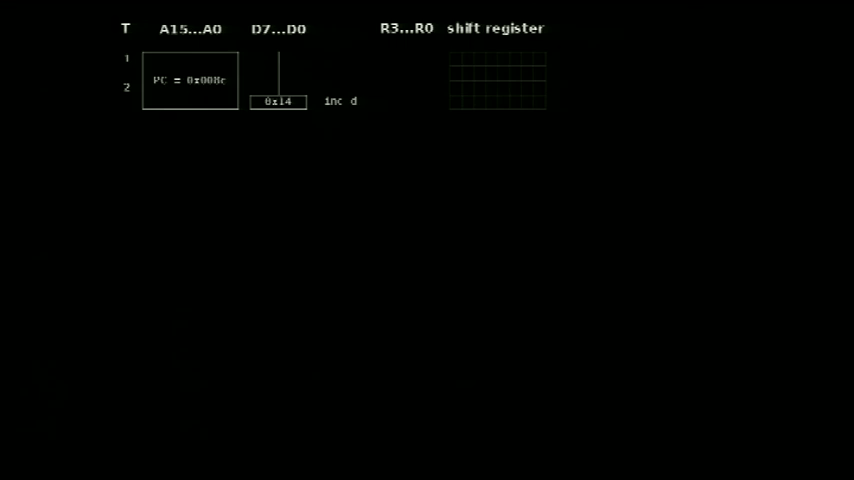 T A15...A0 D7...D0 R3...R0 shift register
1
PC = 0x008c
2
0x14 inc d